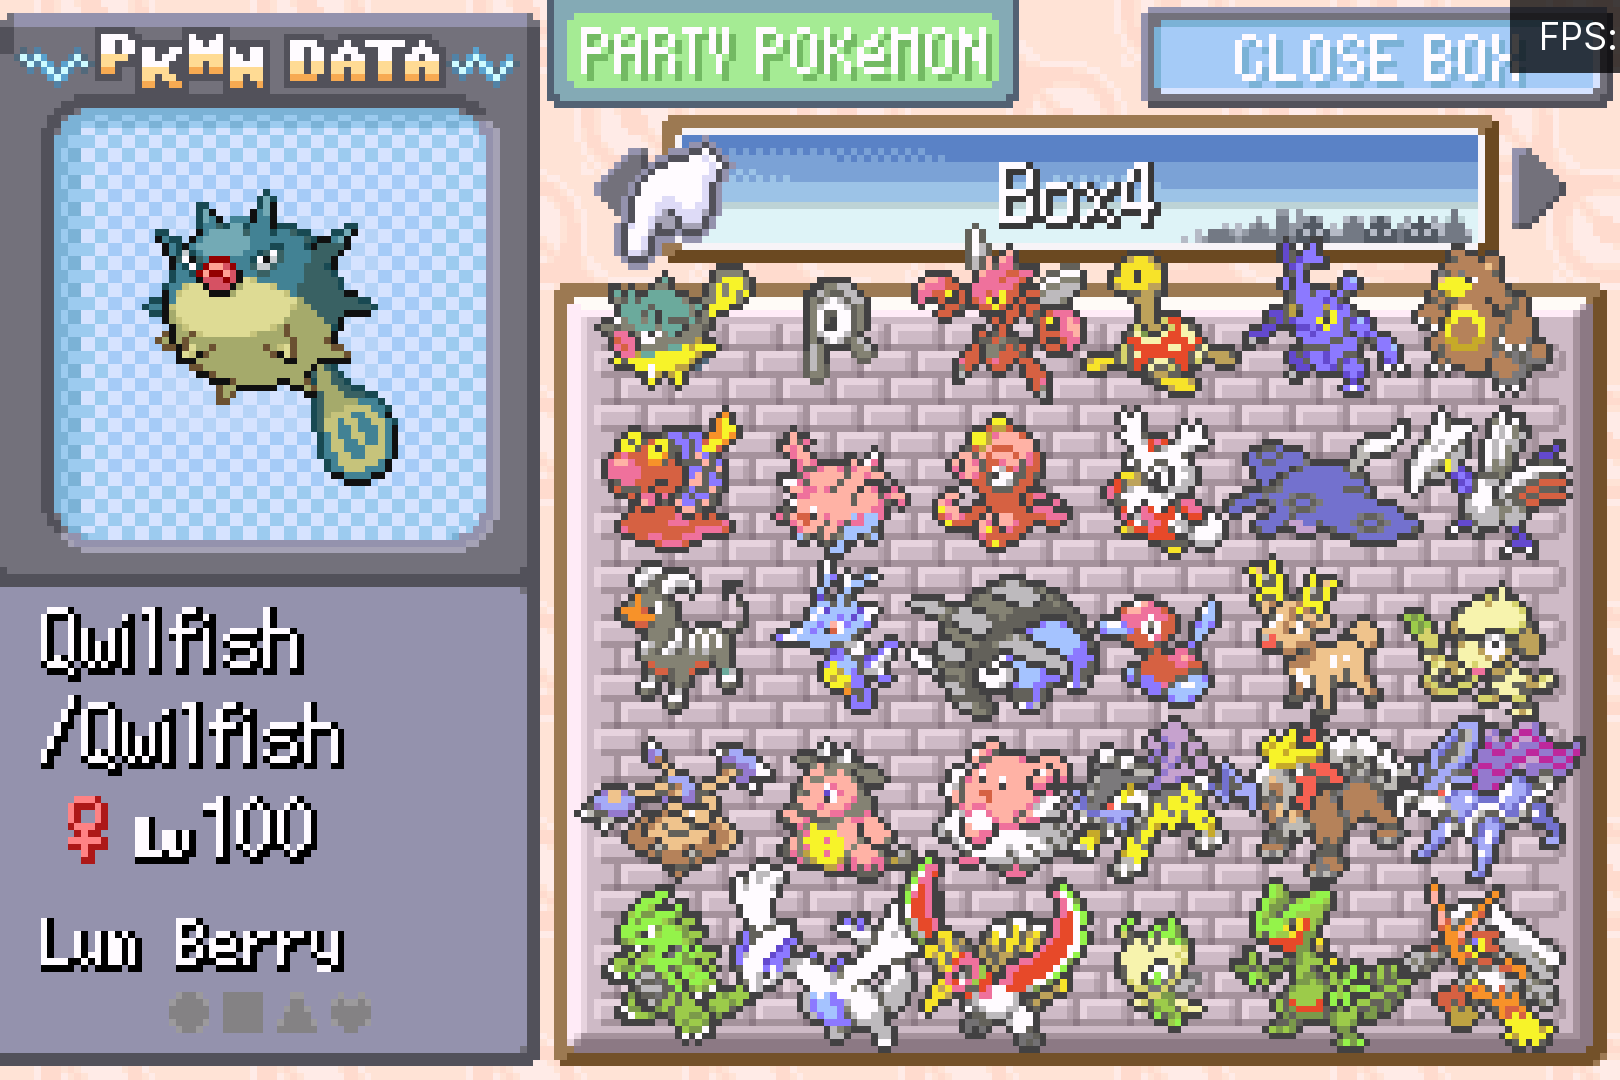 PKMN DATA
PARTY POKéMON
CLOSE BOX
FPS:
Box4
Qwilfish
/Qwilfish
♀ Lv100
Lum Berry